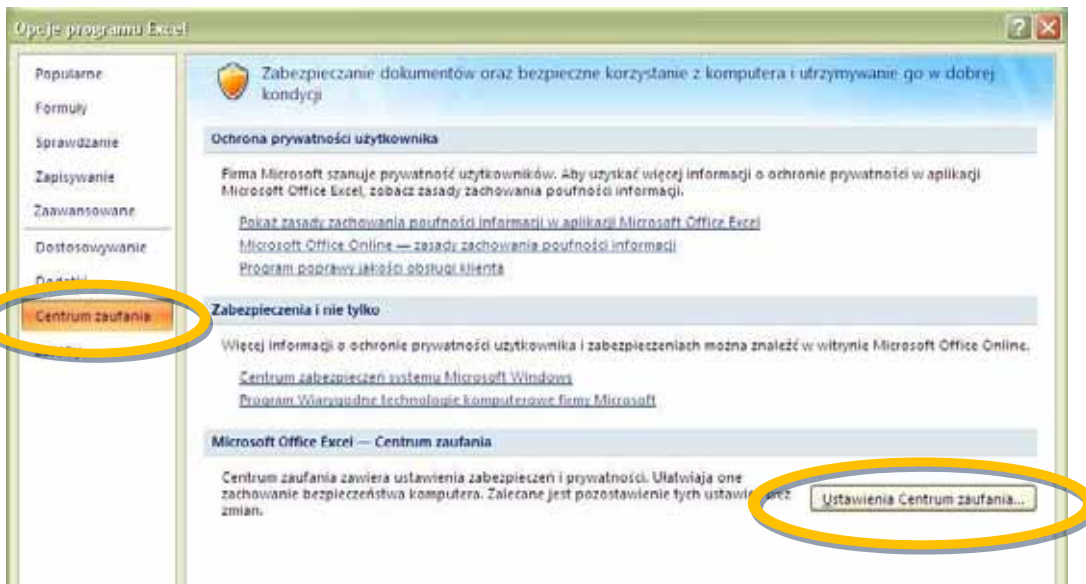 Opcje programu Excel
Popularne
Formuły
Sprawdzanie
Zapisywanie
Zaawansowane
Dostosowywanie
Dodatki
Centrum zaufania
Zabezpieczanie dokumentów oraz bezpieczne korzystanie z komputera i utrzymywanie go w dobrej
kondycji
Ochrona prywatności użytkownika
Firma Microsoft szanuje prywatność użytkowników. Aby uzyskać więcej informacji o ochronie prywatności w aplikacji
Microsoft Office Excel, zobacz zasady zachowania poufności informacji.
Pokaż zasady zachowania poufności informacji w aplikacji Microsoft Office Excel
Microsoft Office Online — zasady zachowania poufności informacji
Program poprawy jakości obsługi klienta
Zabezpieczenia i nie tylko
Więcej informacji o ochronie prywatności użytkownika i zabezpieczeniach można znaleźć w witrynie Microsoft Office Online.
Centrum zabezpieczeń systemu Microsoft Windows
Program Wiarygodne technologie komputerowe firmy Microsoft
Microsoft Office Excel — Centrum zaufania
Centrum zaufania zawiera ustawienia zabezpieczeń i prywatności. Ułatwiają one
zachowanie bezpieczeństwa komputera. Zalecane jest pozostawienie tych ustawień bez
zmian.
Ustawienia Centrum zaufania...